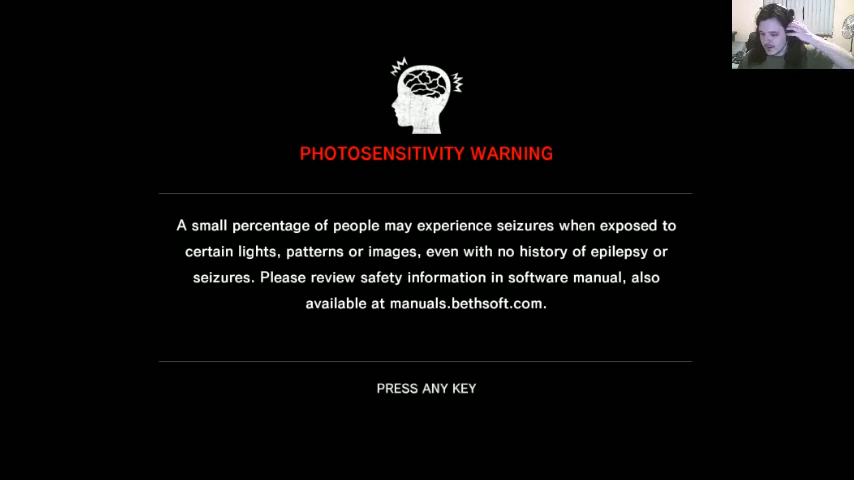 PHOTOSENSITIVITY WARNING
A small percentage of people may experience seizures when exposed to
certain lights, patterns or images, even with no history of epilepsy or
seizures. Please review safety information in software manual, also
available at manuals.bethsoft.com.
PRESS ANY KEY